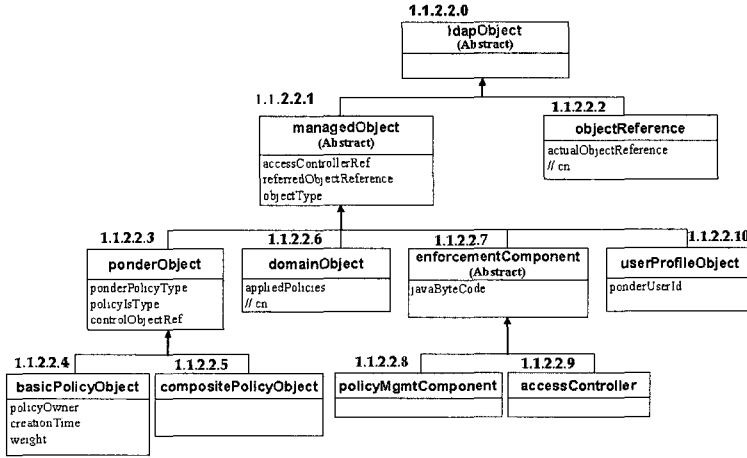 1.1.2.2.0
ldapObject
(Abstract)
1.1.2.2.1
managedObject
(Abstract)
accessControllerRef
referredObjectReference
objectType
1.1.2.2.2
objectReference
actualObjectReference
// cn
1.1.2.2.3
ponderObject
ponderPolicyType
policyIsType
controlObjectRef
1.1.2.2.6
domainObject
appliedPolicies
// cn
1.1.2.2.7
enforcementComponent
(Abstract)
javaByteCode
1.1.2.2.10
userProfileObject
ponderUserId
1.1.2.2.4
basicPolicyObject
policyOwner
creationTime
weight
1.1.2.2.5
compositePolicyObject
1.1.2.2.8
policyMgmtComponent
1.1.2.2.9
accessController